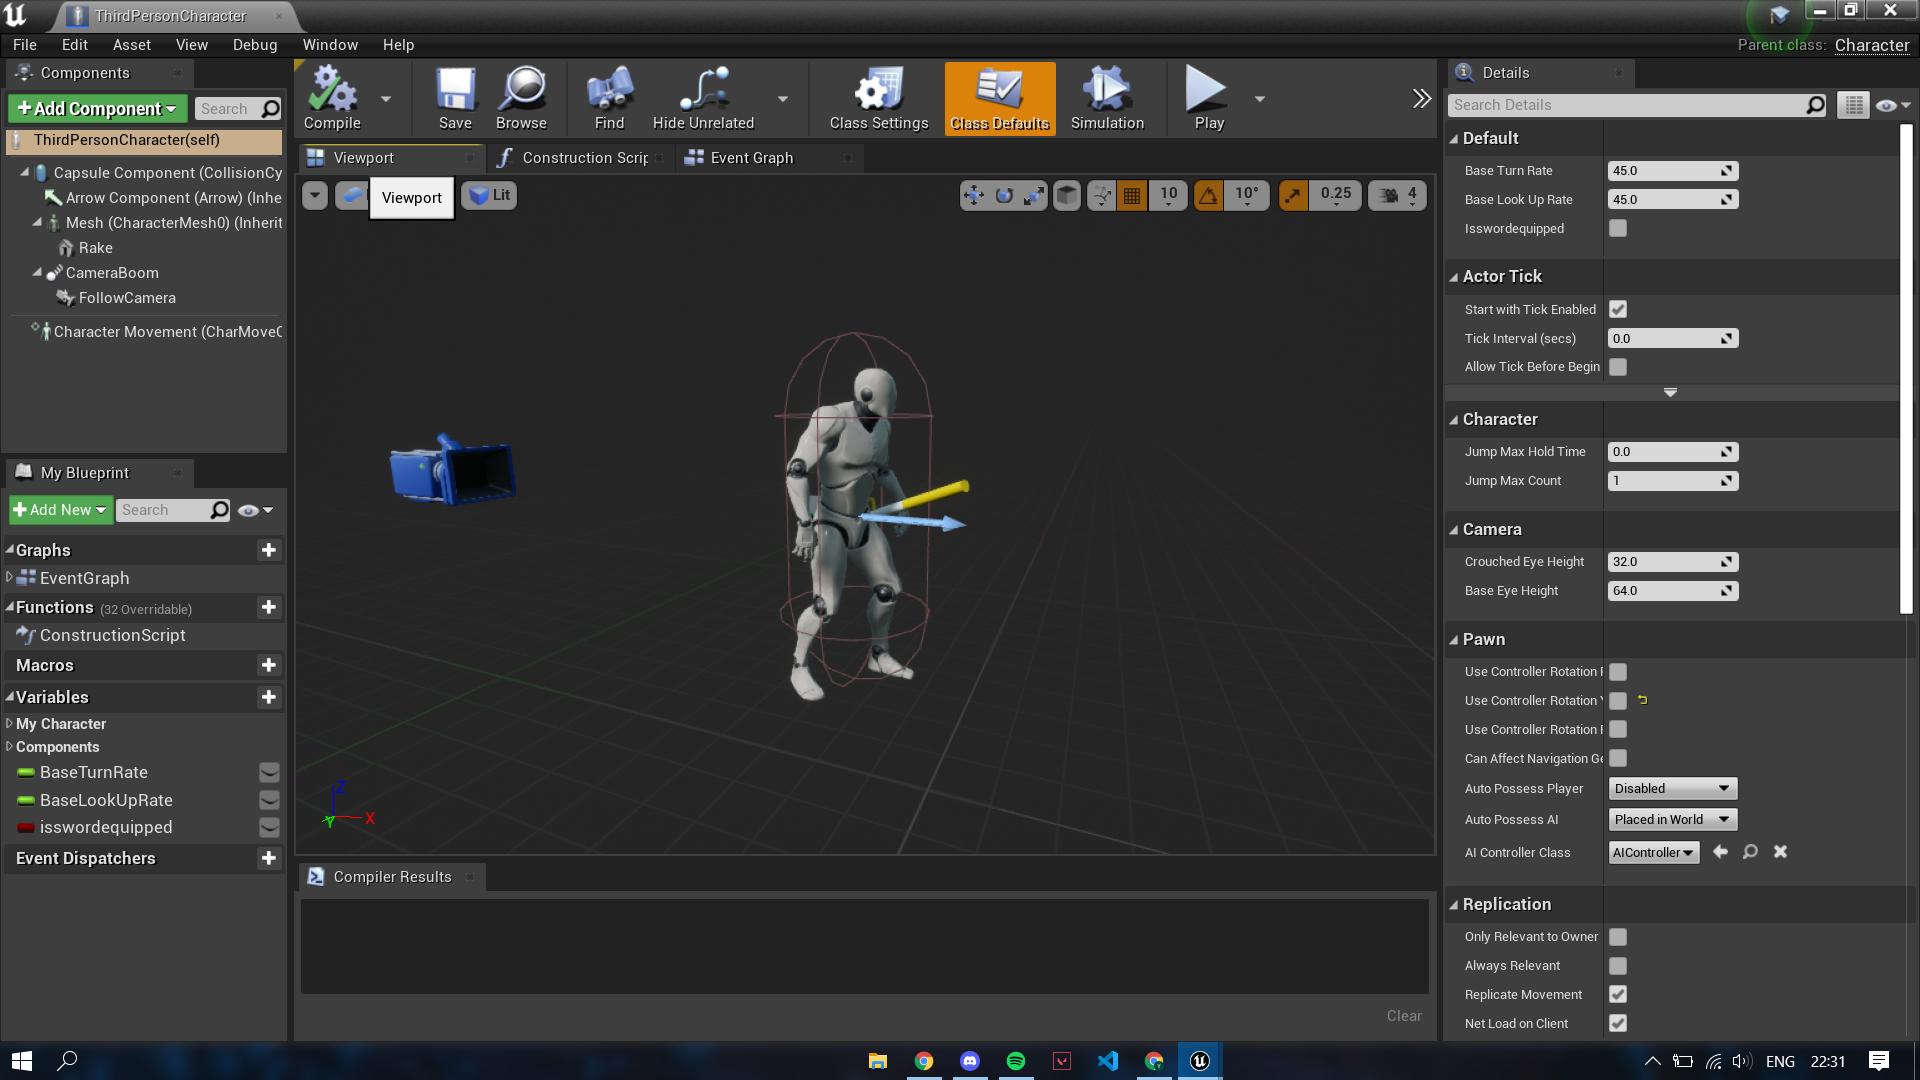 ThirdPersonCharacter
File Edit Asset View Debug Window Help
Parent class: Character
Components
Add Component
Search
ThirdPersonCharacter(self)
Capsule Component (CollisionCy
Arrow Component (Arrow) (Inhe
Mesh (CharacterMesh0) (Inherit
Rake
CameraBoom
FollowCamera
Character Movement (CharMoveC
My Blueprint
Add New
Search
Graphs
EventGraph
Functions (32 Overridable)
ConstructionScript
Macros
Variables
My Character
Components
BaseTurnRate
BaseLookUpRate
isswordequipped
Event Dispatchers
Compile
Save
Browse
Find
Hide Unrelated
Class Settings
Class Defaults
Simulation
Play
Viewport
Construction Scrip
Event Graph
Viewport
Lit
10
10°
0.25
4
Z
X
Y
Compiler Results
Clear
Details
Search Details
Default
Base Turn Rate 45.0
Base Look Up Rate 45.0
Isswordequipped
Actor Tick
Start with Tick Enabled
Tick Interval (secs) 0.0
Allow Tick Before Begin
Character
Jump Max Hold Time 0.0
Jump Max Count 1
Camera
Crouched Eye Height 32.0
Base Eye Height 64.0
Pawn
Use Controller Rotation P
Use Controller Rotation Y
Use Controller Rotation R
Can Affect Navigation Ge
Auto Possess Player Disabled
Auto Possess AI Placed in World
AI Controller Class AIController
Replication
Only Relevant to Owner
Always Relevant
Replicate Movement
Net Load on Client
ENG 22:31